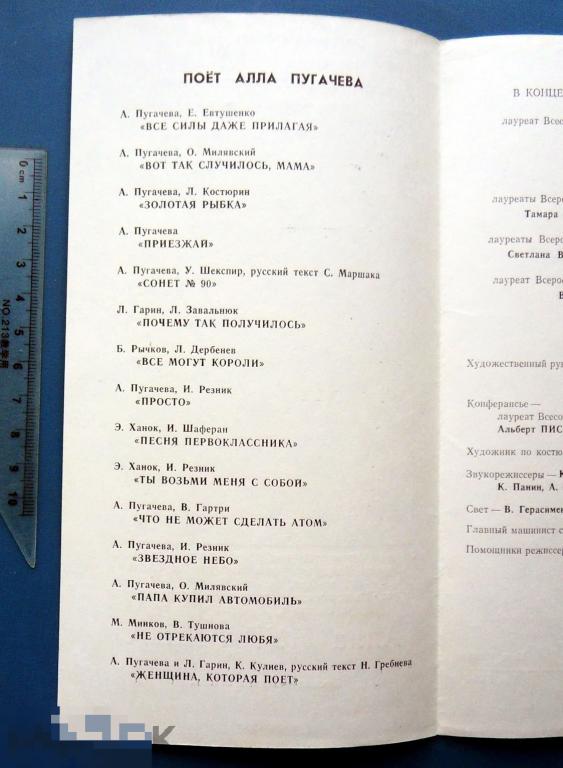 ПОЁТ АЛЛА ПУГАЧЕВА
А. Пугачева, Е. Евтушенко
«ВСЕ СИЛЫ ДАЖЕ ПРИЛАГАЯ»
А. Пугачева, О. Милявский
«ВОТ ТАК СЛУЧИЛОСЬ, МАМА»
А. Пугачева, Л. Костюрин
«ЗОЛОТАЯ РЫБКА»
А. Пугачева
«ПРИЕЗЖАЙ»
А. Пугачева, У. Шекспир, русский текст С. Маршака
«СОНЕТ № 90»
Л. Гарин, Л. Завальнюк
«ПОЧЕМУ ТАК ПОЛУЧИЛОСЬ»
Б. Рычков, Л. Дербенев
«ВСЕ МОГУТ КОРОЛИ»
А. Пугачева, И. Резник
«ПРОСТО»
Э. Ханок, И. Шаферан
«ПЕСНЯ ПЕРВОКЛАССНИКА»
Э. Ханок, И. Резник
«ТЫ ВОЗЬМИ МЕНЯ С СОБОЙ»
А. Пугачева, В. Гартри
«ЧТО НЕ МОЖЕТ СДЕЛАТЬ АТОМ»
А. Пугачева, И. Резник
«ЗВЕЗДНОЕ НЕБО»
А. Пугачева, О. Милявский
«ПАПА КУПИЛ АВТОМОБИЛЬ»
М. Минков, В. Тушнова
«НЕ ОТРЕКАЮТСЯ ЛЮБЯ»
А. Пугачева и Л. Гарин, К. Кулиев, русский текст Н. Гребнева
«ЖЕНЩИНА, КОТОРАЯ ПОЕТ»
В КОНЦЕ
лауреат Всес
лауреаты Всеро
Тамара
лауреаты Всеро
Светлана В
лауреат Всерос
Художественный рук
Конферансье —
лауреат Всесо
Альберт ПИС
Художник по костю
Звукорежиссеры —
К. Панин, А.
Свет — В. Герасимен
Главный машинист с
Помощники режиссер
0 cm 1 2 3 4 5 6 7 8 9 10
NO.213